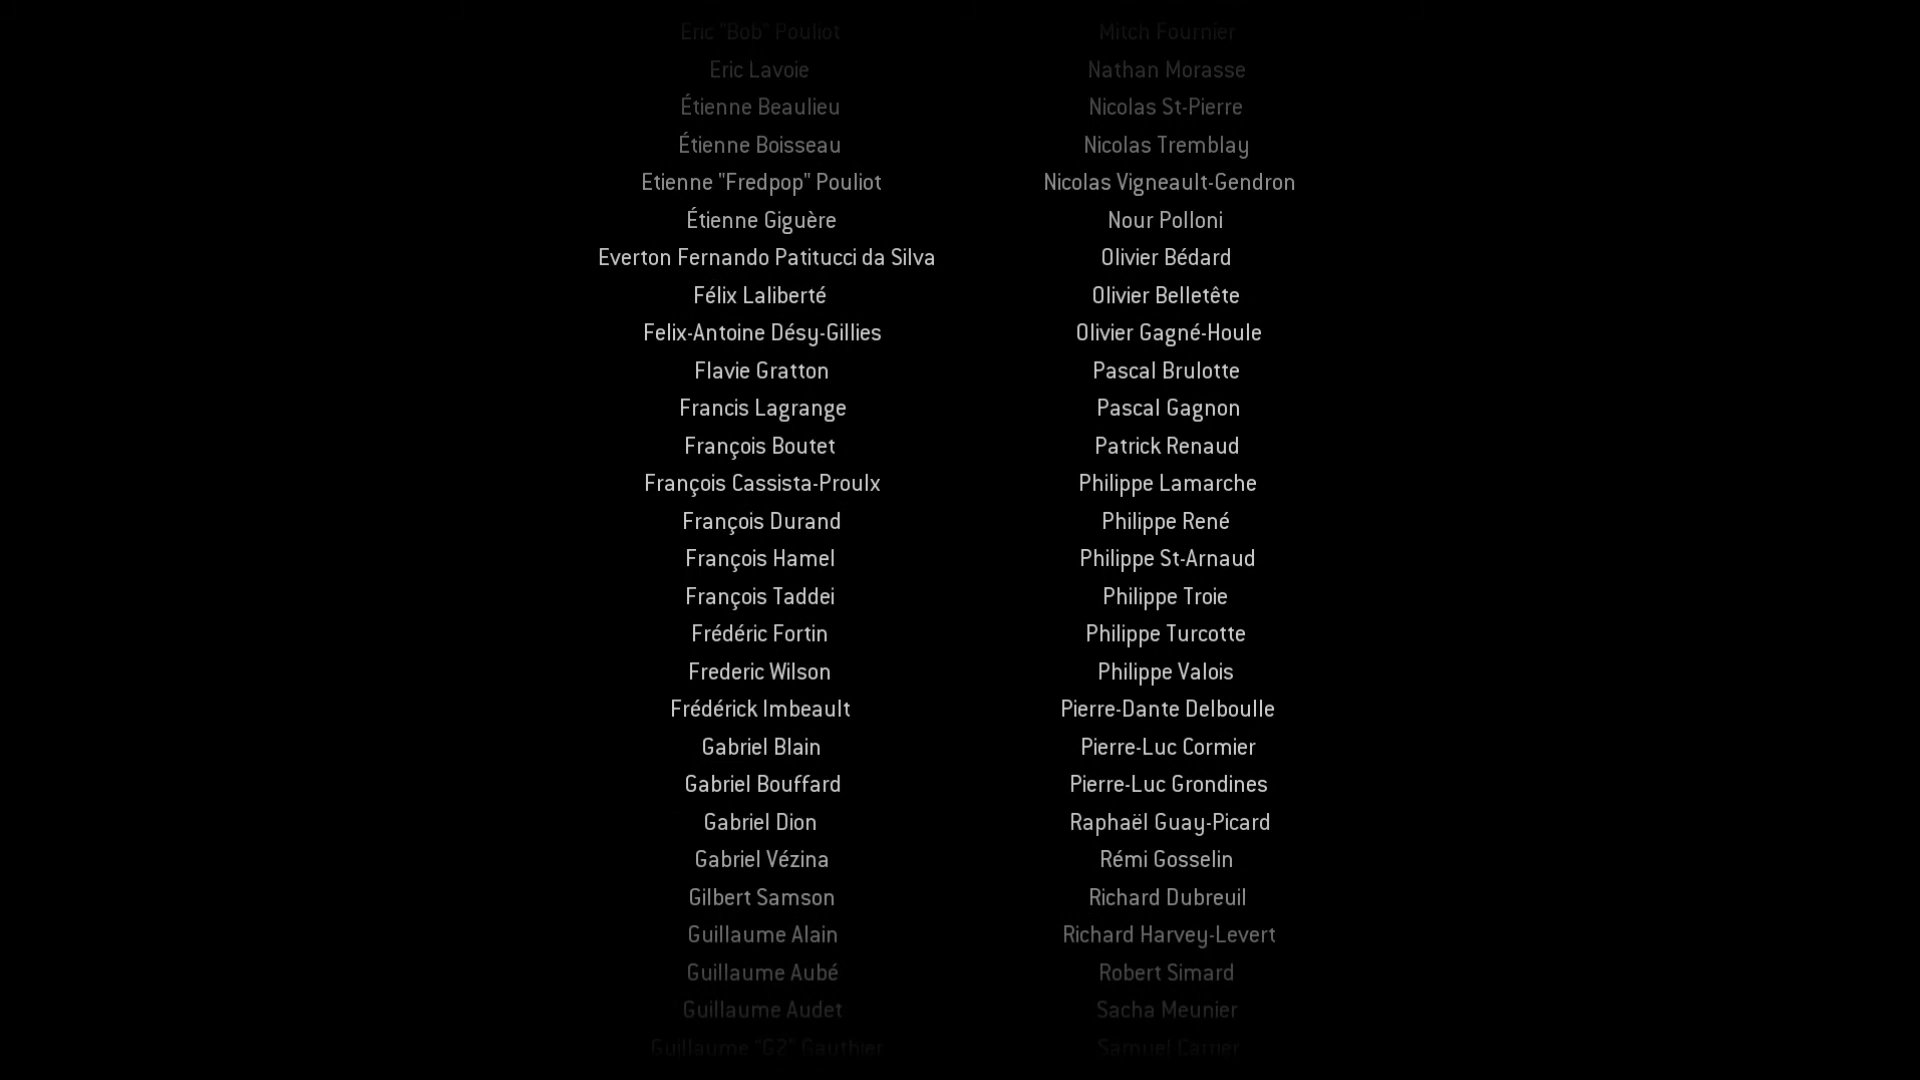 Eric "Bob" Pouliot
Eric Lavoie
Étienne Beaulieu
Étienne Boisseau
Etienne "Fredpop" Pouliot
Étienne Giguère
Everton Fernando Patitucci da Silva
Félix Laliberté
Felix-Antoine Désy-Gillies
Flavie Gratton
Francis Lagrange
François Boutet
François Cassista-Proulx
François Durand
François Hamel
François Taddei
Frédéric Fortin
Frederic Wilson
Frédérick Imbeault
Gabriel Blain
Gabriel Bouffard
Gabriel Dion
Gabriel Vézina
Gilbert Samson
Guillaume Alain
Guillaume Aubé
Guillaume Audet
Guillaume "G2" Gauthier
Mitch Fournier
Nathan Morasse
Nicolas St-Pierre
Nicolas Tremblay
Nicolas Vigneault-Gendron
Nour Polloni
Olivier Bédard
Olivier Belletête
Olivier Gagné-Houle
Pascal Brulotte
Pascal Gagnon
Patrick Renaud
Philippe Lamarche
Philippe René
Philippe St-Arnaud
Philippe Troie
Philippe Turcotte
Philippe Valois
Pierre-Dante Delboulle
Pierre-Luc Cormier
Pierre-Luc Grondines
Raphaël Guay-Picard
Rémi Gosselin
Richard Dubreuil
Richard Harvey-Levert
Robert Simard
Sacha Meunier
Samuel Carrier